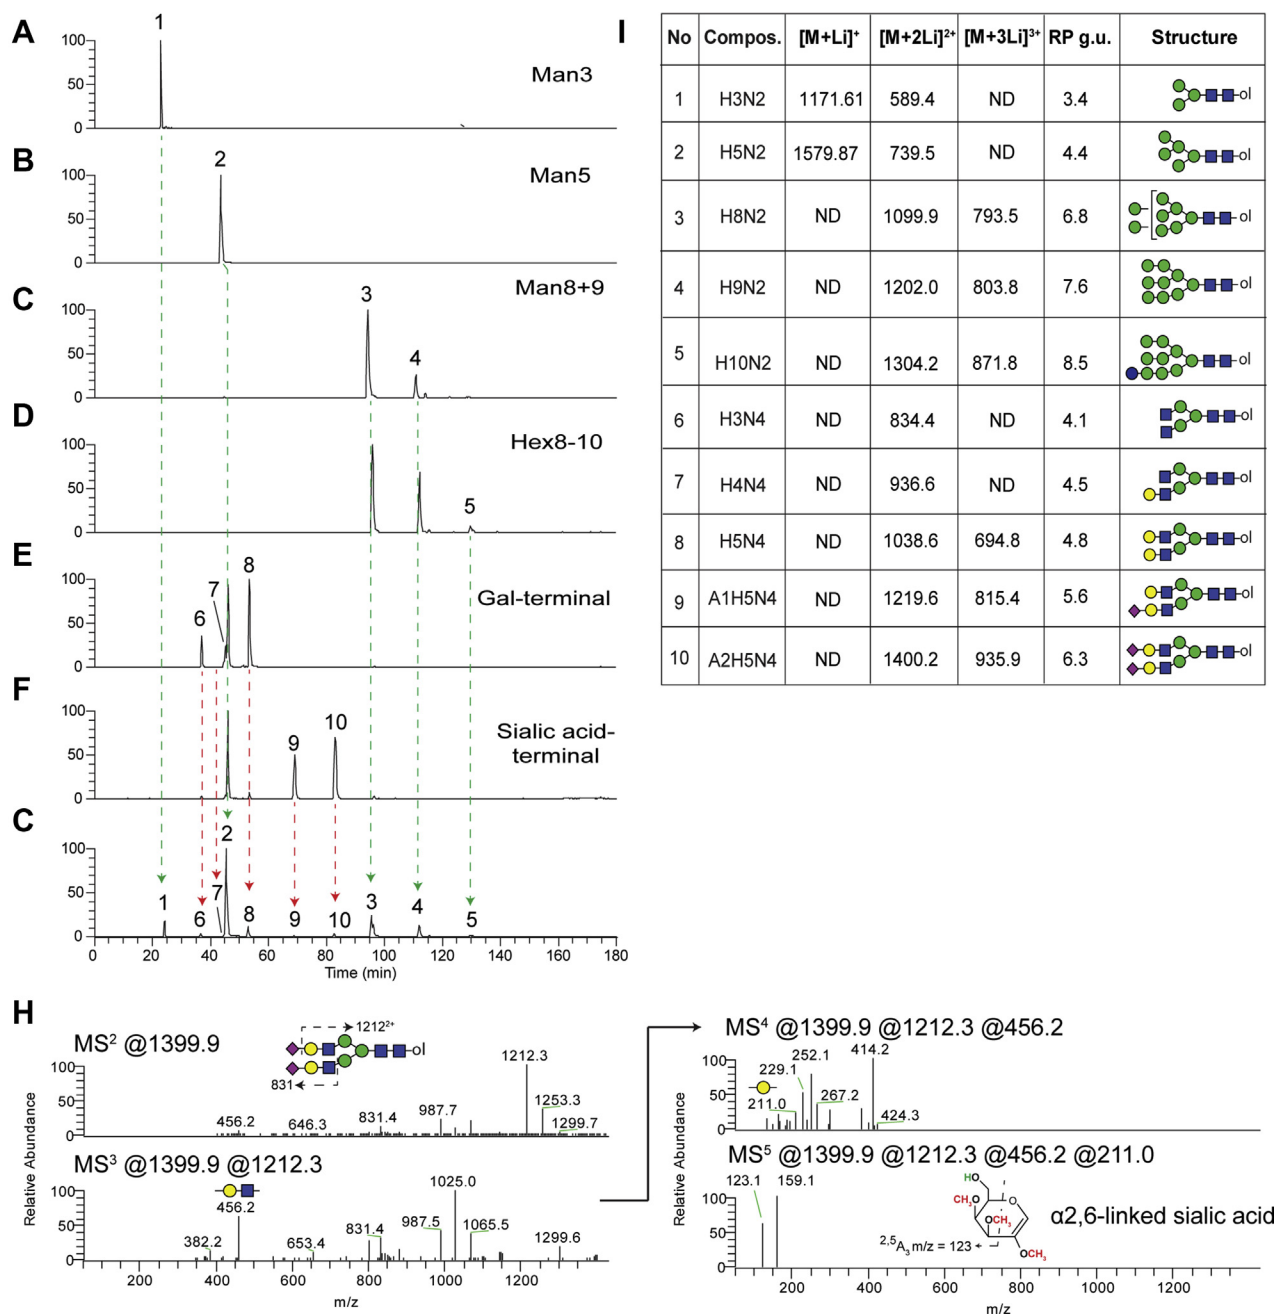 A
1
Man3
100
50
0
B
2
Man5
100
50
0
C
Man8+9
3
4
100
50
0
D
Hex8-10
100
50
0
5
E
8
7
Gal-terminal
6
100
50
0
F
10
9
Sialic acid-
terminal
100
50
0
C
2
100
50
0
1
7
6
8
9
10
3
4
5
0 20 40 60 80 100 120 140 160 180
Time (min)
I
No Compos. [M+Li]⁺ [M+2Li]²⁺ [M+3Li]³⁺ RP g.u. Structure
1 H3N2 1171.61 589.4 ND 3.4 ol
2 H5N2 1579.87 739.5 ND 4.4 ol
3 H8N2 ND 1099.9 793.5 6.8 ol
4 H9N2 ND 1202.0 803.8 7.6 ol
5 H10N2 ND 1304.2 871.8 8.5 ol
6 H3N4 ND 834.4 ND 4.1 ol
7 H4N4 ND 936.6 ND 4.5 ol
8 H5N4 ND 1038.6 694.8 4.8 ol
9 A1H5N4 ND 1219.6 815.4 5.6 ol
10 A2H5N4 ND 1400.2 935.9 6.3 ol
H
MS² @1399.9
1212²⁺
ol
831
1212.3
1253.3
1299.7
987.7
831.4
646.3
456.2
100
50
0
Relative Abundance
MS³ @1399.9 @1212.3
1025.0
456.2
382.2
653.4
831.4
987.5
1065.5
1299.6
100
50
0
200 400 600 800 1000 1200
m/z
MS⁴ @1399.9 @1212.3 @456.2
414.2
252.1
229.1
267.2
211.0
424.3
100
50
0
Relative Abundance
MS⁵ @1399.9 @1212.3 @456.2 @211.0
123.1
159.1
HO
O
CH₃
O
OCH₃
OCH₃
²,⁵A₃ m/z = 123
α2,6-linked sialic acid
100
50
0
200 400 600 800 1000 1200
m/z